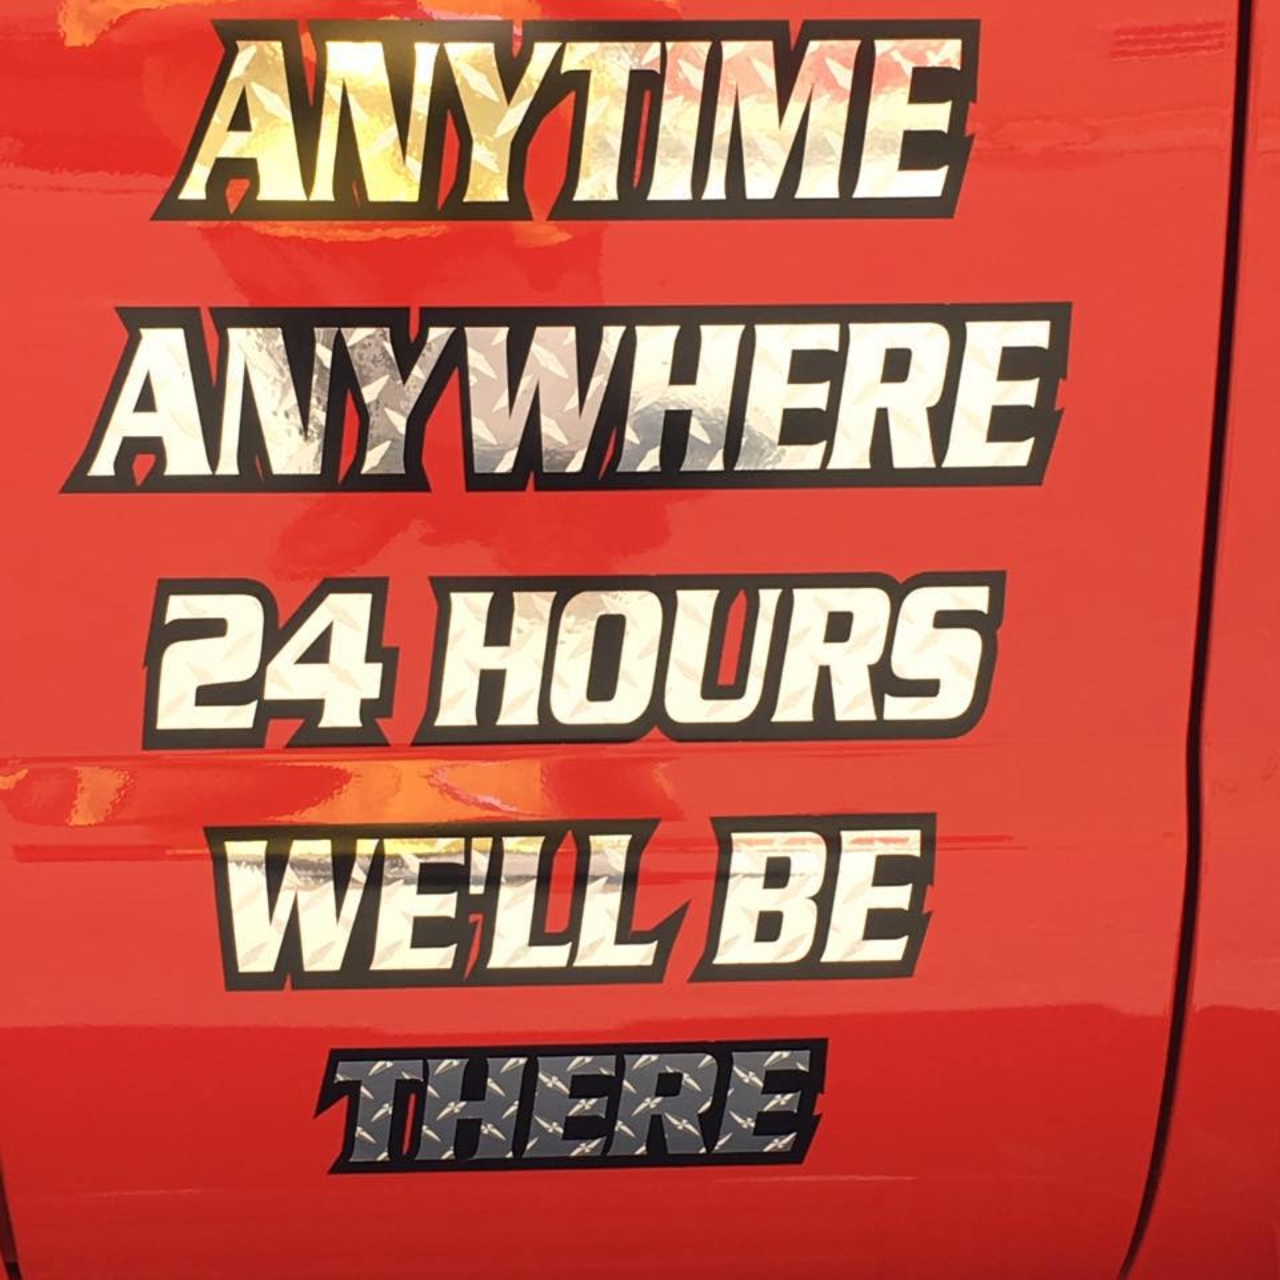 ANYTIME
ANYWHERE
24 HOURS
WE'LL BE
THERE